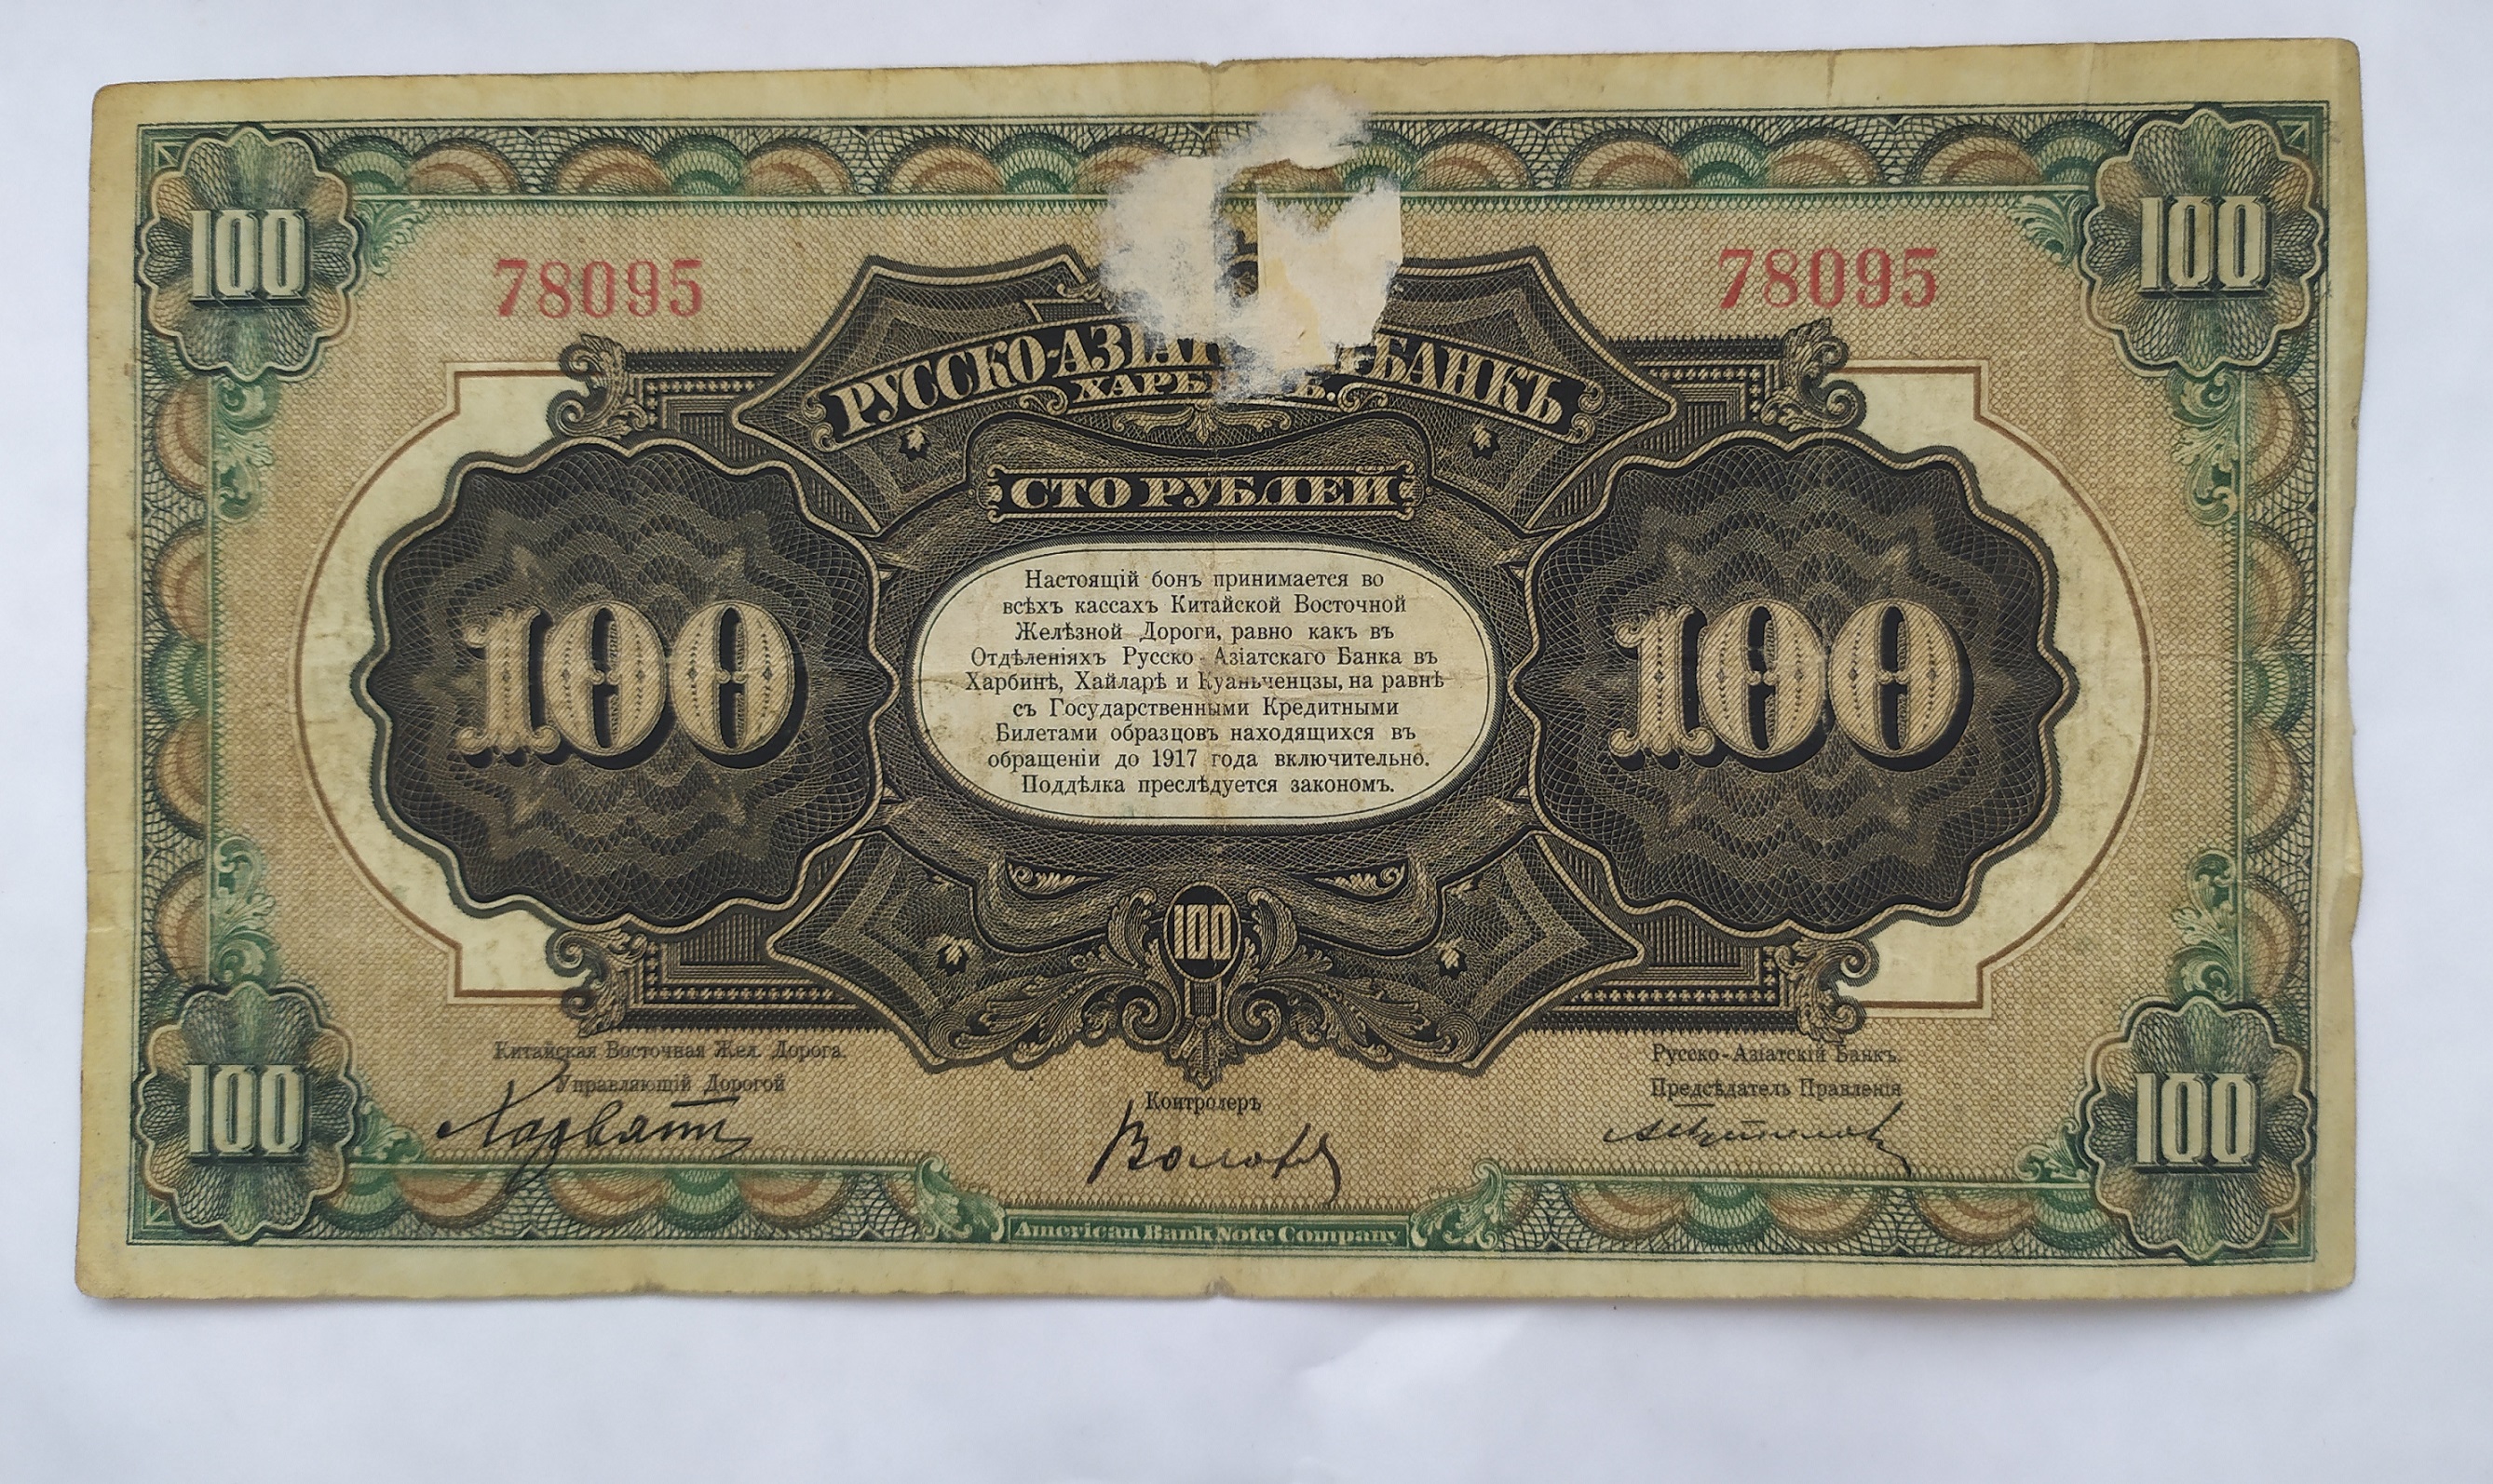 100 100
78095 78095
РУССКО- БАНКЪ
СТО РУБЛЕЙ
100 100
Настоящій бонъ принимается во
всѣхъ кассахъ Китайской Восточной
Желѣзной Дороги, равно какъ въ
Отдѣленіяхъ Русско-Азіатскаго Банка въ
Харбинѣ, Хайларѣ и Куаньченцзы, на равнѣ
съ Государственными Кредитными
Билетами образцовъ находящихся въ
обращеніи до 1917 года включительно.
Поддѣлка преслѣдуется закономъ.
100
Китайская Восточная Жел. Дорога.
Управляющій Дорогой
Хорватъ
Контролеръ
Русско-Азіатскій Банкъ.
Предсѣдатель Правленія
100 100
American Bank Note Company